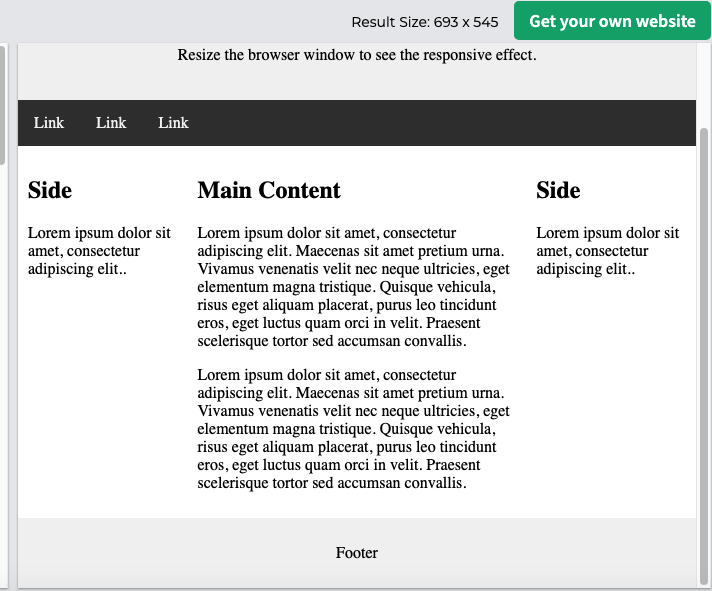 Result Size: 693 x 545
Get your own website
Resize the browser window to see the responsive effect.
Link Link Link
Side
Lorem ipsum dolor sit
amet, consectetur
adipiscing elit..
Main Content
Lorem ipsum dolor sit amet, consectetur
adipiscing elit. Maecenas sit amet pretium urna.
Vivamus venenatis velit nec neque ultricies, eget
elementum magna tristique. Quisque vehicula,
risus eget aliquam placerat, purus leo tincidunt
eros, eget luctus quam orci in velit. Praesent
scelerisque tortor sed accumsan convallis.
Lorem ipsum dolor sit amet, consectetur
adipiscing elit. Maecenas sit amet pretium urna.
Vivamus venenatis velit nec neque ultricies, eget
elementum magna tristique. Quisque vehicula,
risus eget aliquam placerat, purus leo tincidunt
eros, eget luctus quam orci in velit. Praesent
scelerisque tortor sed accumsan convallis.
Side
Lorem ipsum dolor sit
amet, consectetur
adipiscing elit..
Footer